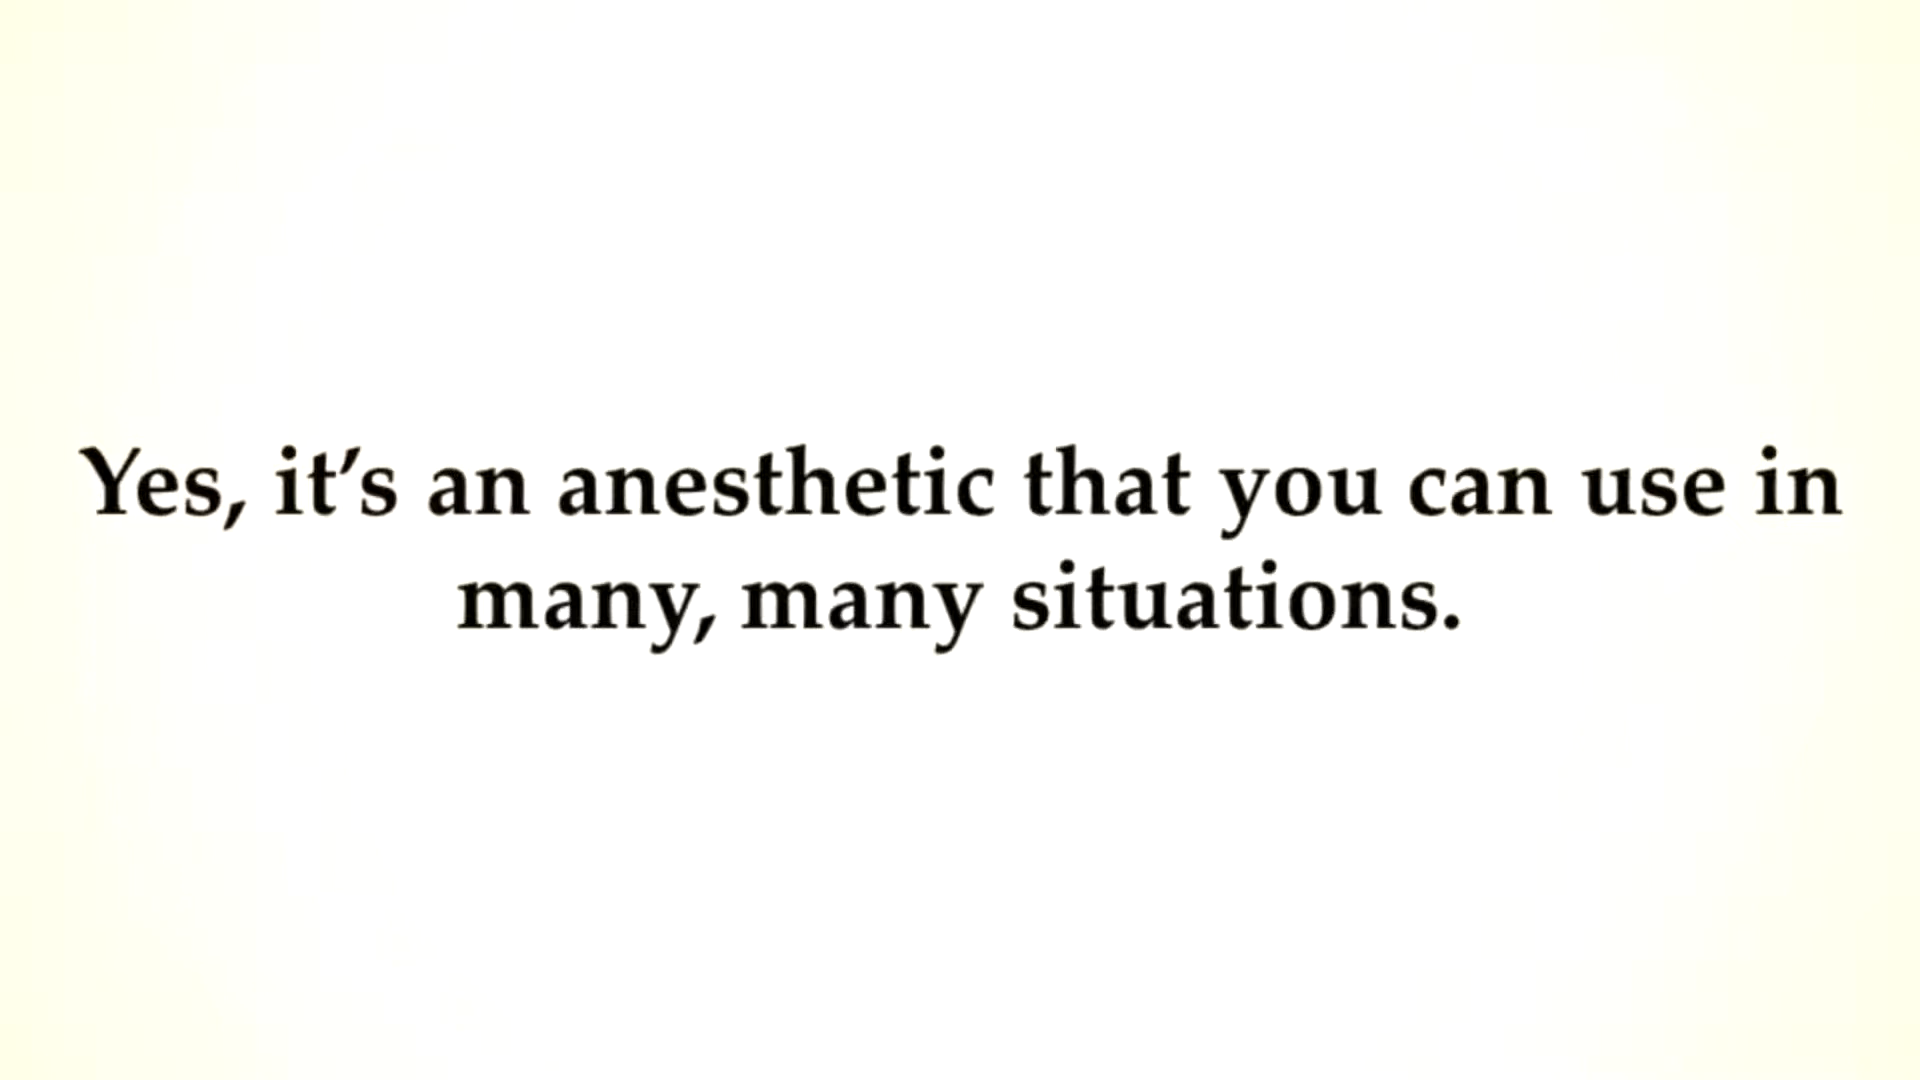 Yes, it’s an anesthetic that you can use in
many, many situations.